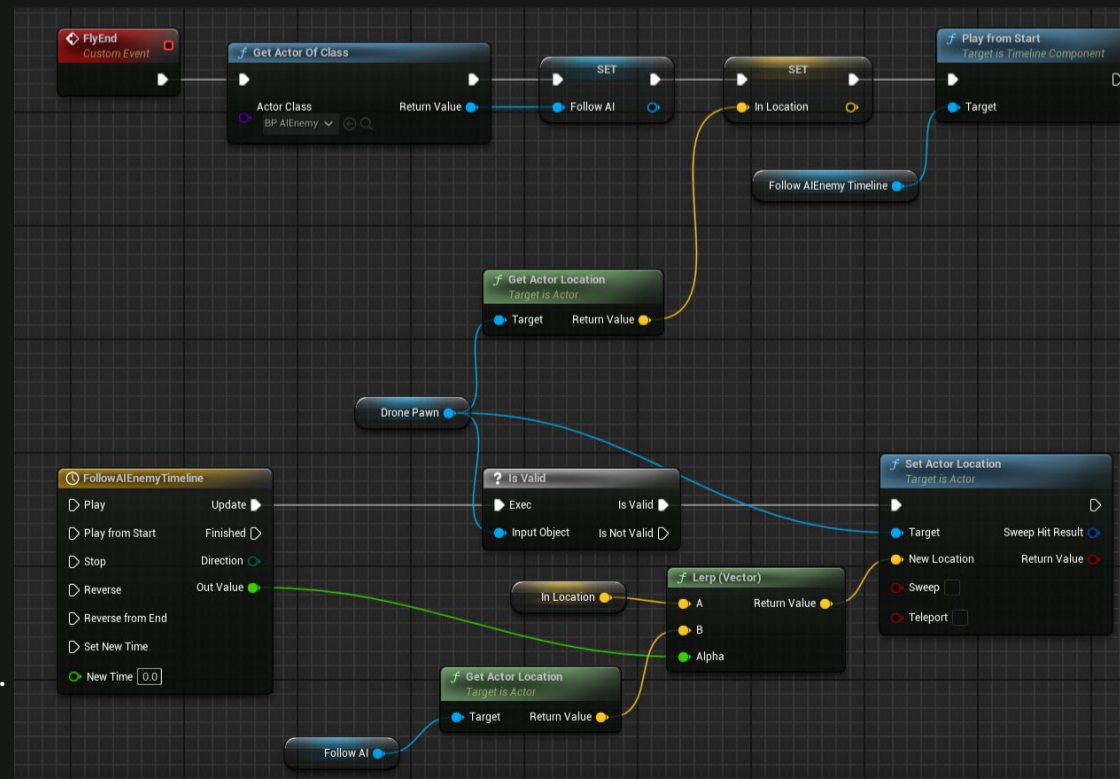 FlyEnd
Custom Event
Get Actor Of Class
Actor Class
BP AIEnemy
Return Value
SET
Follow AI
SET
In Location
Play from Start
Target is Timeline Component
Target
Follow AIEnemy Timeline
Get Actor Location
Target is Actor
Target Return Value
Drone Pawn
FollowAIEnemyTimeline
Play Update
Play from Start Finished
Stop Direction
Reverse Out Value
Reverse from End
Set New Time
New Time 0.0
? Is Valid
Exec Is Valid
Input Object Is Not Valid
Set Actor Location
Target is Actor
Target Sweep Hit Result
New Location Return Value
Sweep
Teleport
In Location
Lerp (Vector)
A Return Value
B
Alpha
Get Actor Location
Target is Actor
Target Return Value
Follow AI